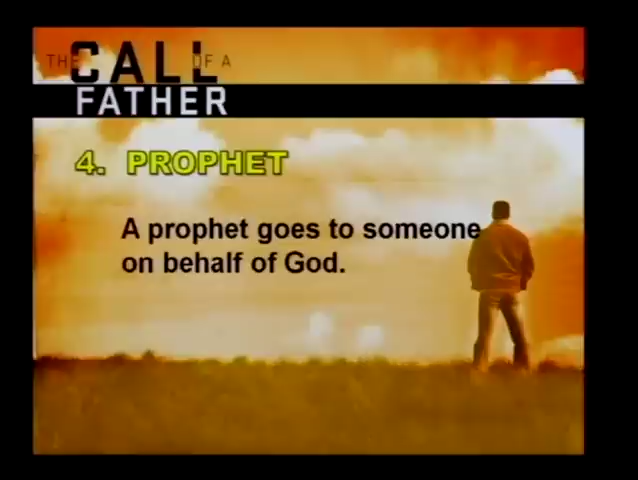 THE CALL OF A
FATHER
4. PROPHET
A prophet goes to someone
on behalf of God.